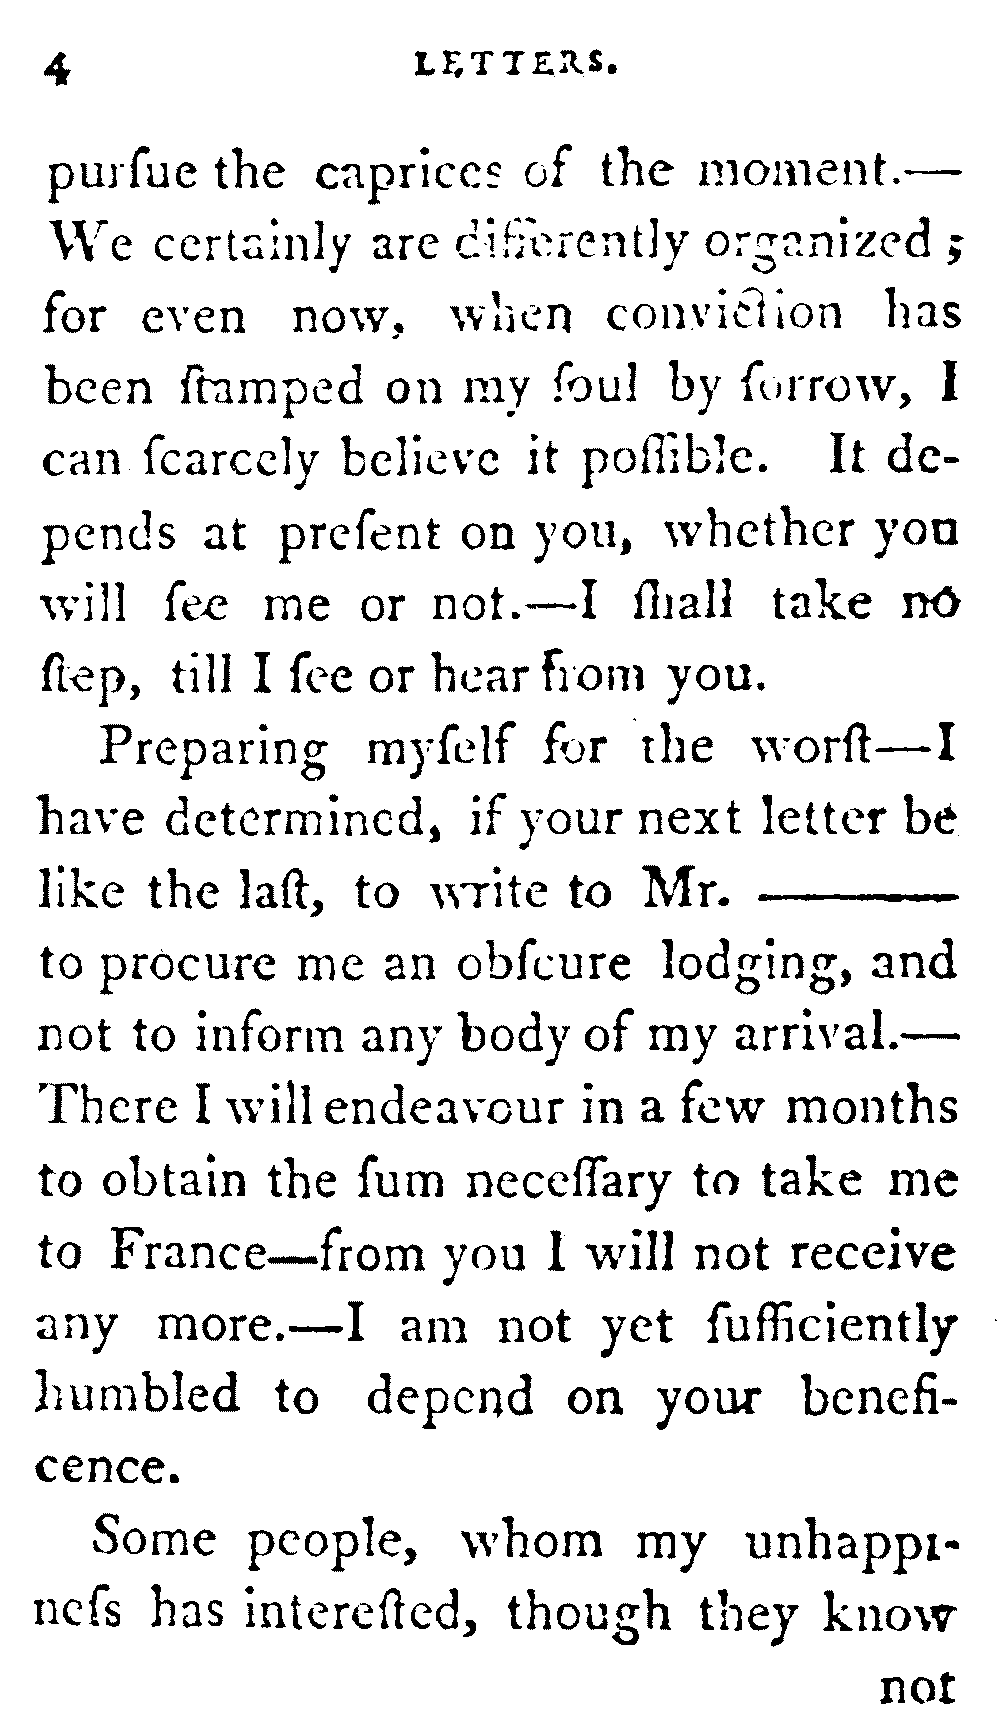 4 LETTERS.
purſue the caprices of the moment.—
We certainly are differently organized;
for even now, when conviction has
been ſtamped on my ſoul by ſorrow, I
can ſcarcely believe it poſſible. It de-
pends at preſent on you, whether you
will ſee me or not.—I ſhall take no
ſtep, till I ſee or hear from you.
Preparing myſelf for the worſt—I
have determined, if your next letter be
like the laſt, to write to Mr. ———
to procure me an obſcure lodging, and
not to inform any body of my arrival.—
There I will endeavour in a few months
to obtain the ſum neceſſary to take me
to France—from you I will not receive
any more.—I am not yet ſufficiently
humbled to depend on your benefi-
cence.
Some people, whom my unhappi-
neſs has intereſted, though they know
not